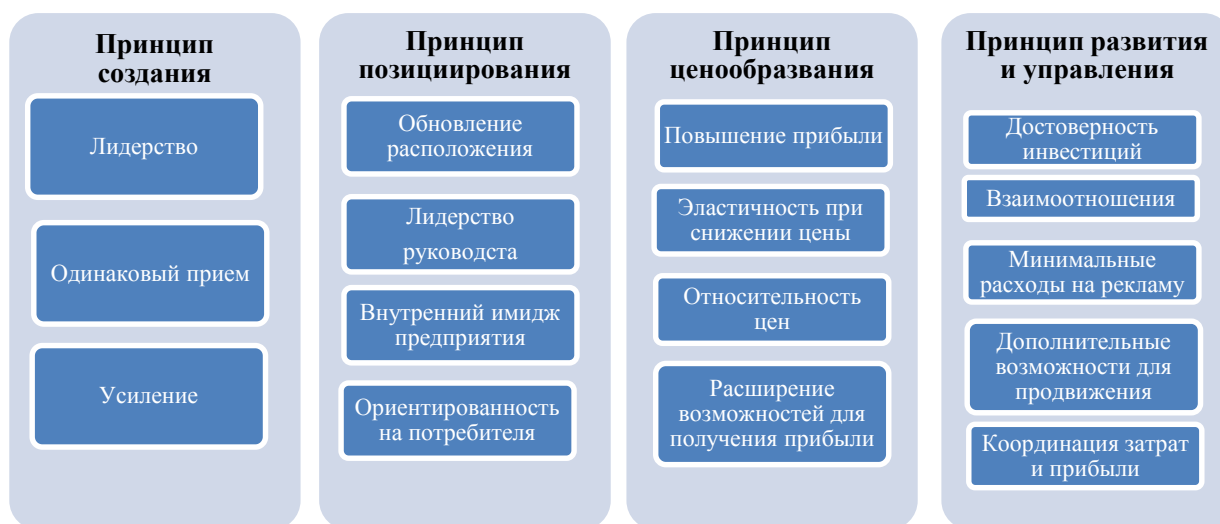 Принцип
создания
Лидерство
Одинаковый прием
Усиление
Принцип
позициирования
Обновление
расположения
Лидерство
руководста
Внутренний имидж
предприятия
Ориентированность
на потребителя
Принцип
ценообразвания
Повышение прибыли
Эластичность при
снижении цены
Относительность
цен
Расширение
возможностей для
получения прибыли
Принцип развития
и управления
Достоверность
инвестиций
Взаимоотношения
Минимальные
расходы на рекламу
Дополнительные
возможности для
продвижения
Координация затрат
и прибыли